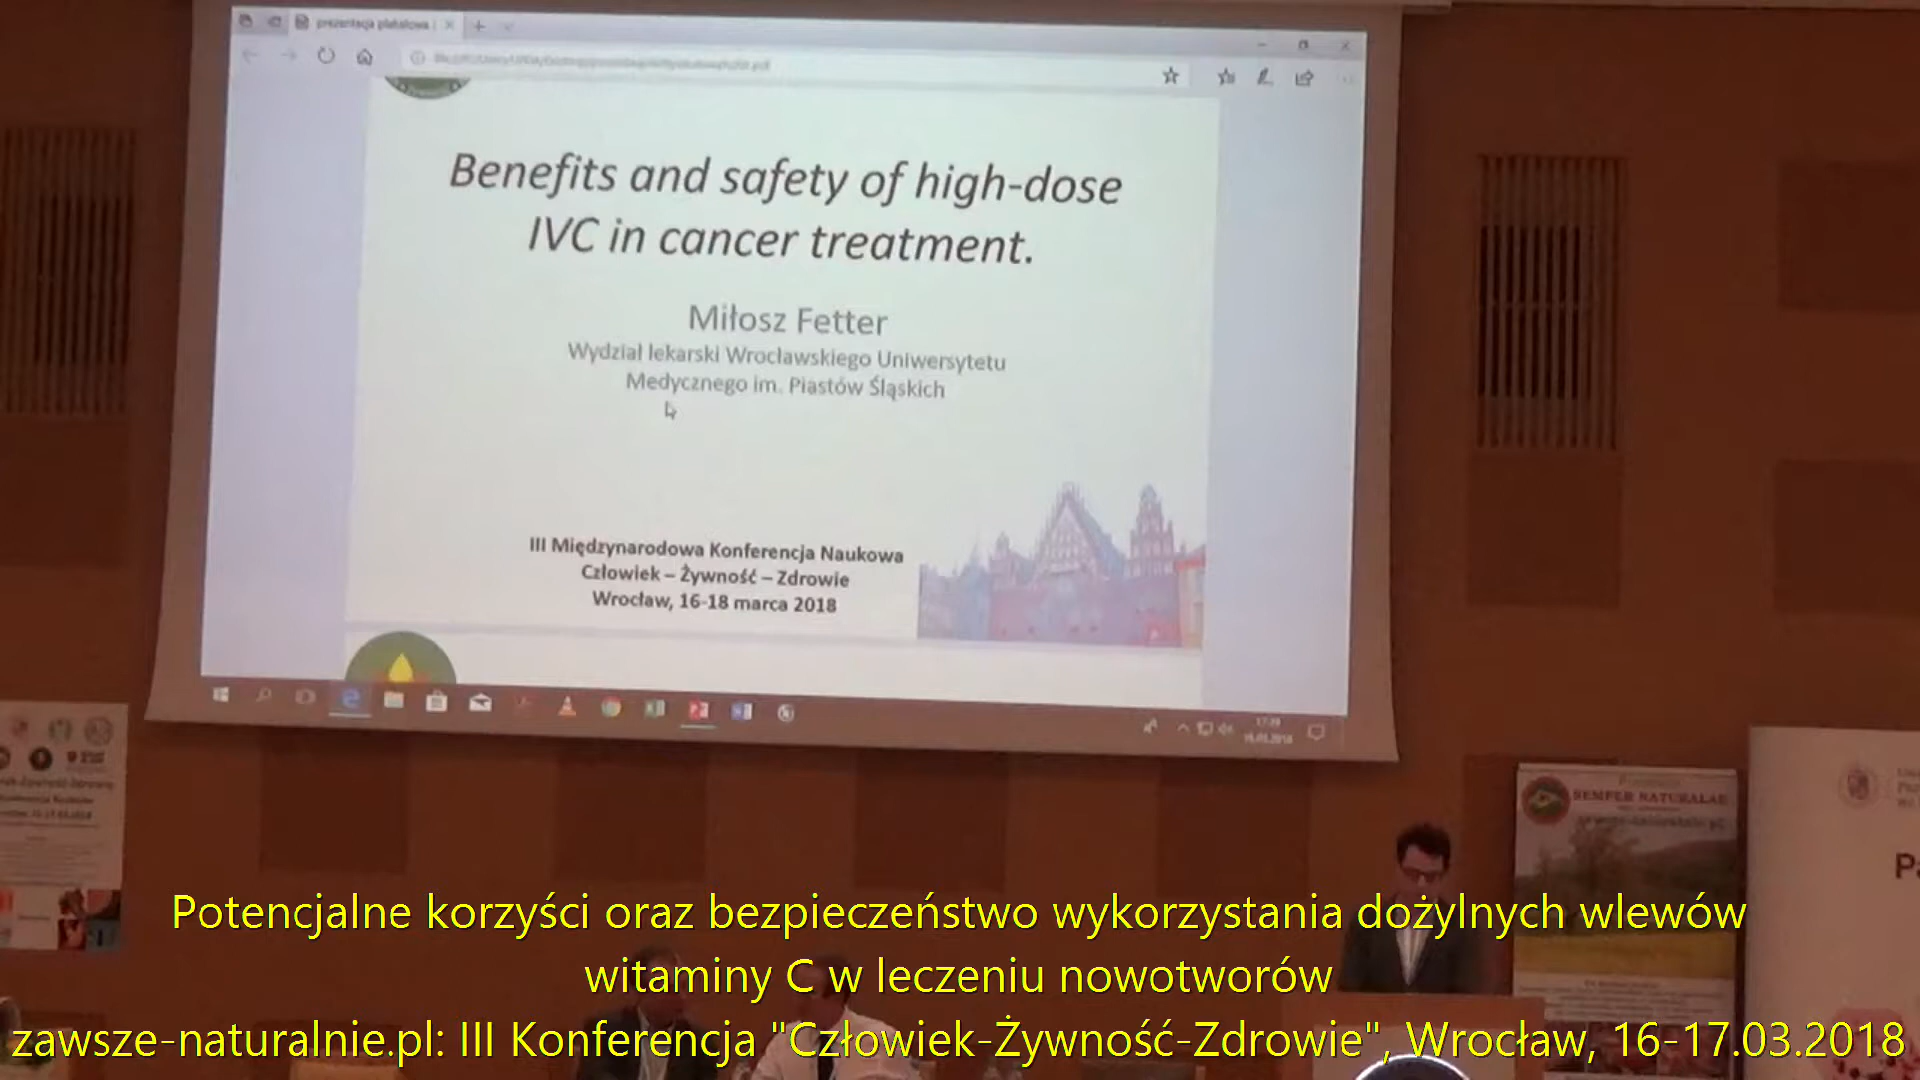 prezentacja plakatowa
Benefits and safety of high-dose
IVC in cancer treatment.
Miłosz Fetter
Wydział lekarski Wrocławskiego Uniwersytetu
Medycznego im. Piastów Śląskich
III Międzynarodowa Konferencja Naukowa
Człowiek – Żywność – Zdrowie
Wrocław, 16-18 marca 2018
SEMPER NATURALAE
Potencjalne korzyści oraz bezpieczeństwo wykorzystania dożylnych wlewów
witaminy C w leczeniu nowotworów
zawsze-naturalnie.pl: III Konferencja "Człowiek-Żywność-Zdrowie", Wrocław, 16-17.03.2018